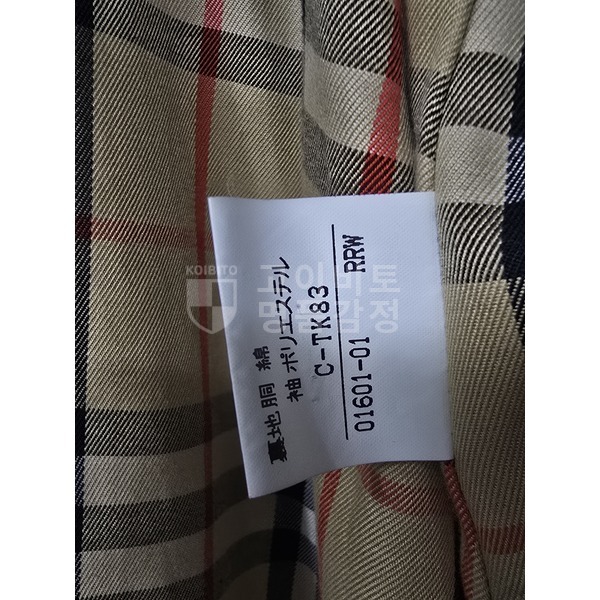 裏地 胴 綿
袖 ポリエステル
C-TK83
01601-01 RRW
KOIBITO
코이비토
명품감정